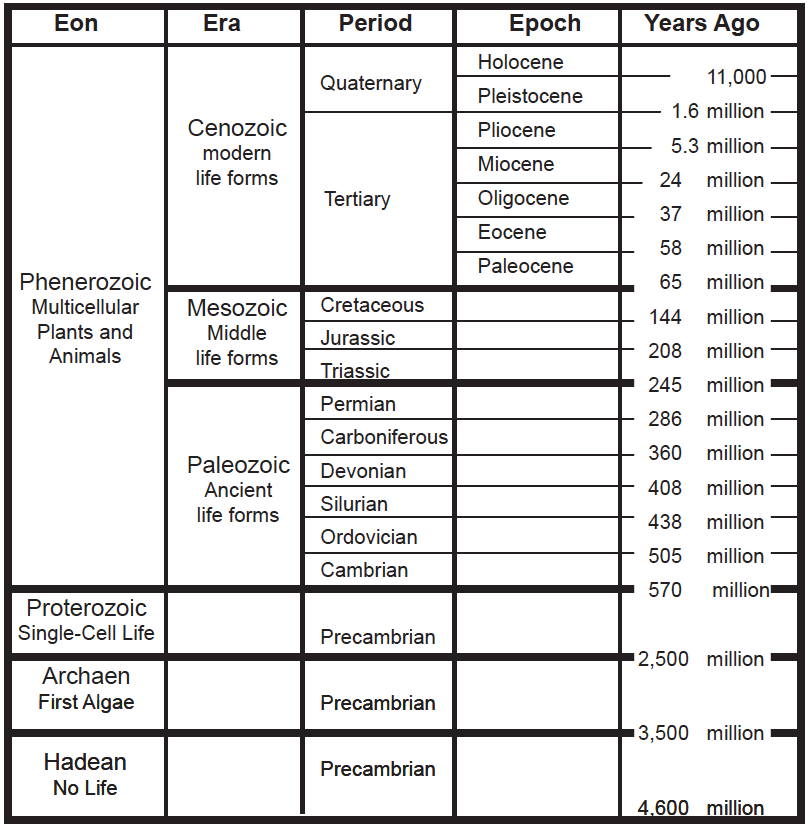 Eon Era Period Epoch Years Ago
Holocene
Quaternary 11,000
Pleistocene
1.6 million
Cenozoic
modern
life forms
Pliocene
5.3 million
Miocene
24 million
Tertiary
Oligocene
37 million
Eocene
58 million
Paleocene
65 million
Phenerozoic
Multicellular
Plants and
Animals
Mesozoic
Middle
life forms
Cretaceous
144 million
Jurassic
208 million
Triassic
245 million
Paleozoic
Ancient
life forms
Permian
286 million
Carboniferous
360 million
Devonian
408 million
Silurian
438 million
Ordovician
505 million
Cambrian
570 million
Proterozoic
Single-Cell Life
Precambrian
2,500 million
Archaen
First Algae
Precambrian
3,500 million
Hadean
No Life
Precambrian
4,600 million